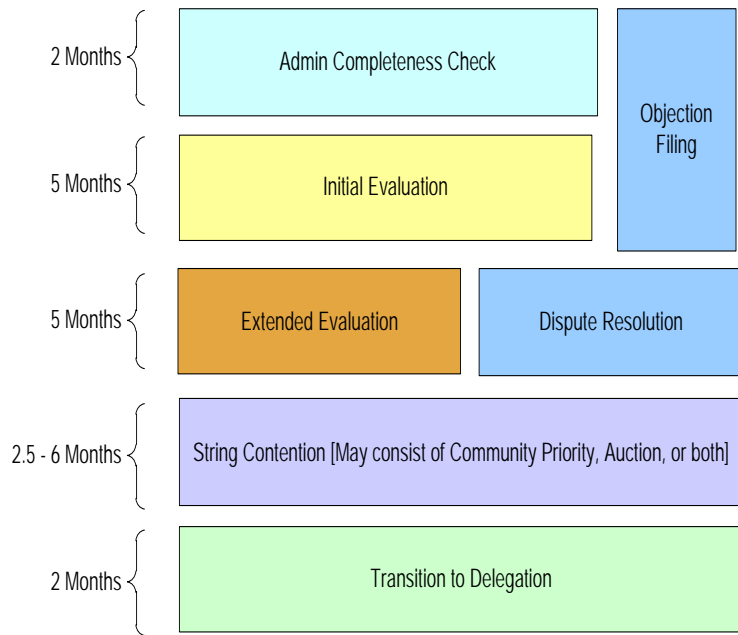 2 Months
Admin Completeness Check
Objection
Filing
5 Months
Initial Evaluation
5 Months
Extended Evaluation
Dispute Resolution
2.5 - 6 Months
String Contention [May consist of Community Priority, Auction, or both]
2 Months
Transition to Delegation